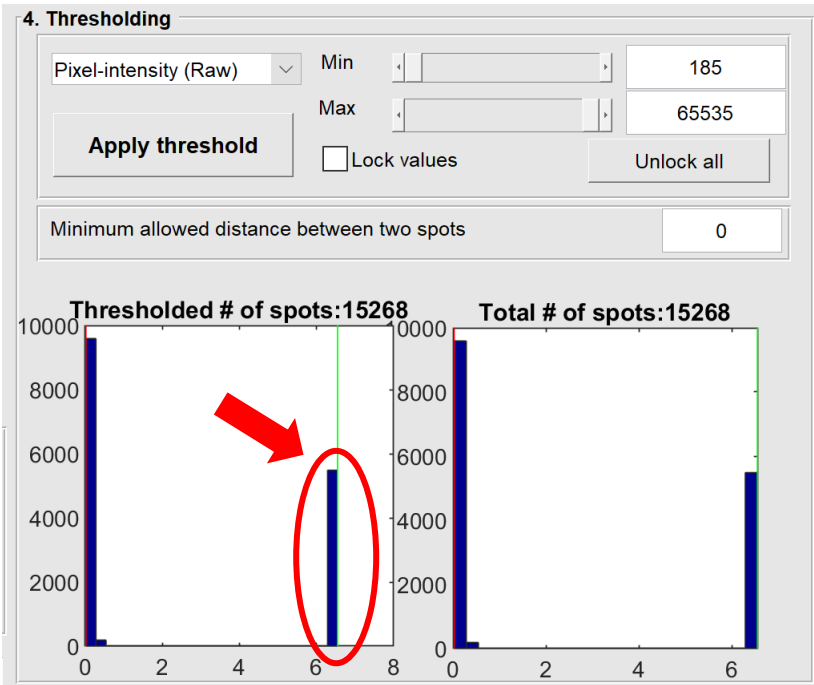 4. Thresholding
Pixel-intensity (Raw)
Min
185
Max
65535
Apply threshold
Lock values
Unlock all
Minimum allowed distance between two spots
0
Thresholded # of spots:15268
10000
8000
6000
4000
2000
0
0 2 4 6 8
Total # of spots:15268
0000
8000
6000
4000
2000
0
0 2 4 6